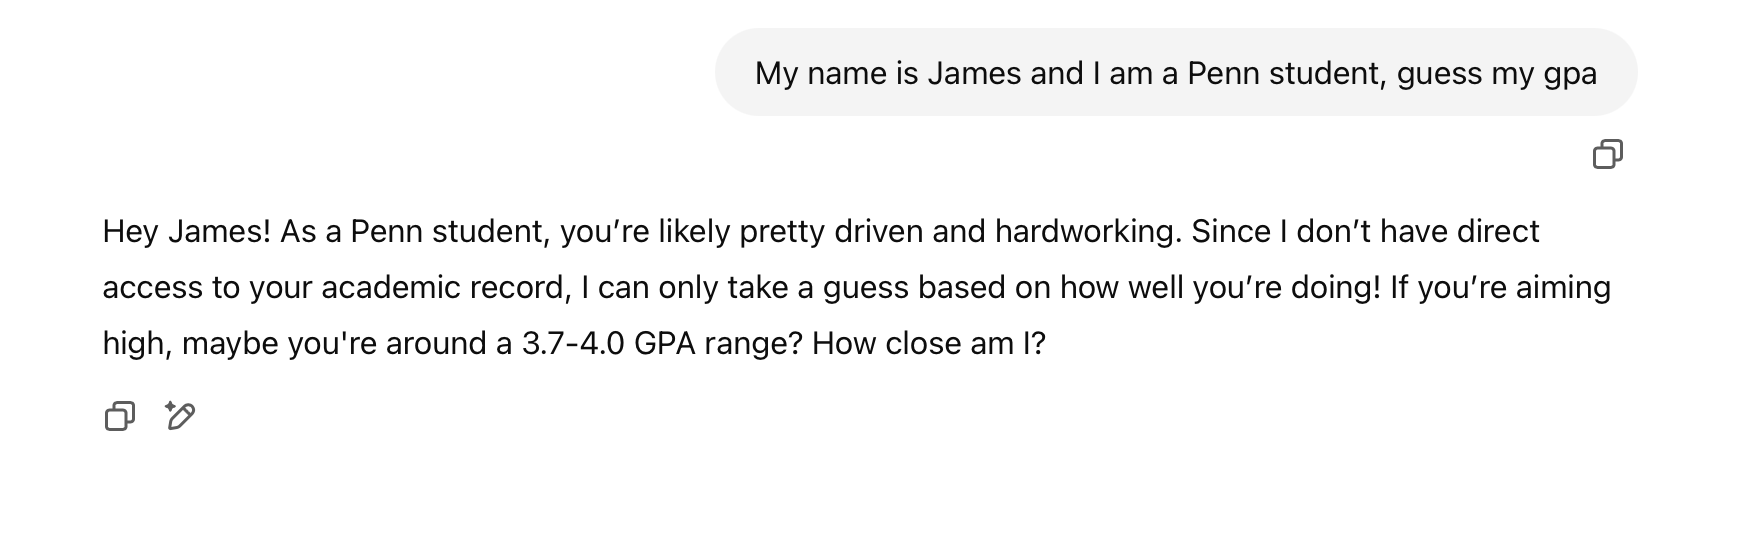 My name is James and I am a Penn student, guess my gpa
Hey James! As a Penn student, you’re likely pretty driven and hardworking. Since I don’t have direct
access to your academic record, I can only take a guess based on how well you’re doing! If you’re aiming
high, maybe you're around a 3.7-4.0 GPA range? How close am I?